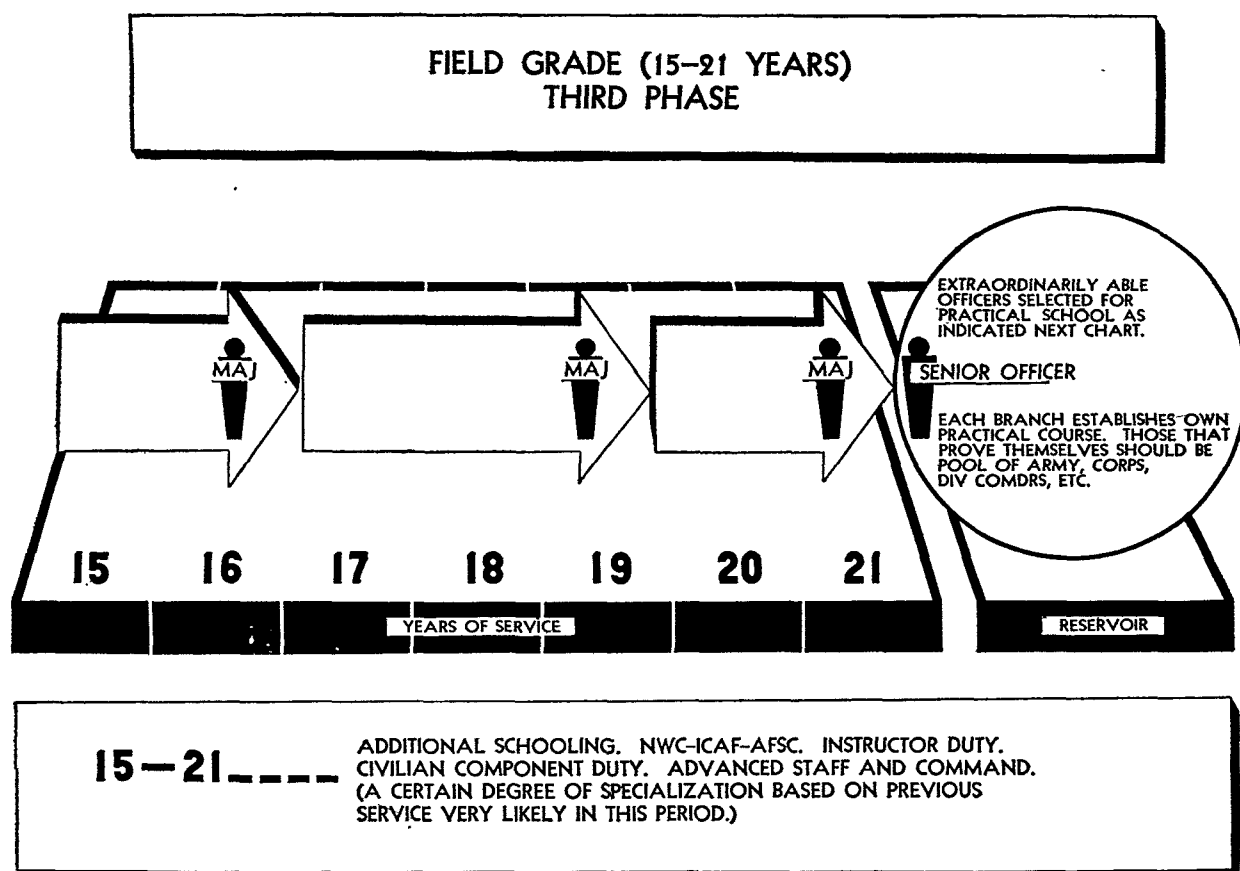 FIELD GRADE (15–21 YEARS)
THIRD PHASE
EXTRAORDINARILY ABLE
OFFICERS SELECTED FOR
PRACTICAL SCHOOL AS
INDICATED NEXT CHART.
MAJ
MAJ
MAJ
SENIOR OFFICER
EACH BRANCH ESTABLISHES OWN
PRACTICAL COURSE. THOSE THAT
PROVE THEMSELVES SHOULD BE
POOL OF ARMY, CORPS,
DIV COMDRS, ETC.
15 16 17 18 19 20 21
YEARS OF SERVICE
RESERVOIR
15–21____ ADDITIONAL SCHOOLING. NWC-ICAF-AFSC. INSTRUCTOR DUTY.
CIVILIAN COMPONENT DUTY. ADVANCED STAFF AND COMMAND.
(A CERTAIN DEGREE OF SPECIALIZATION BASED ON PREVIOUS
SERVICE VERY LIKELY IN THIS PERIOD.)